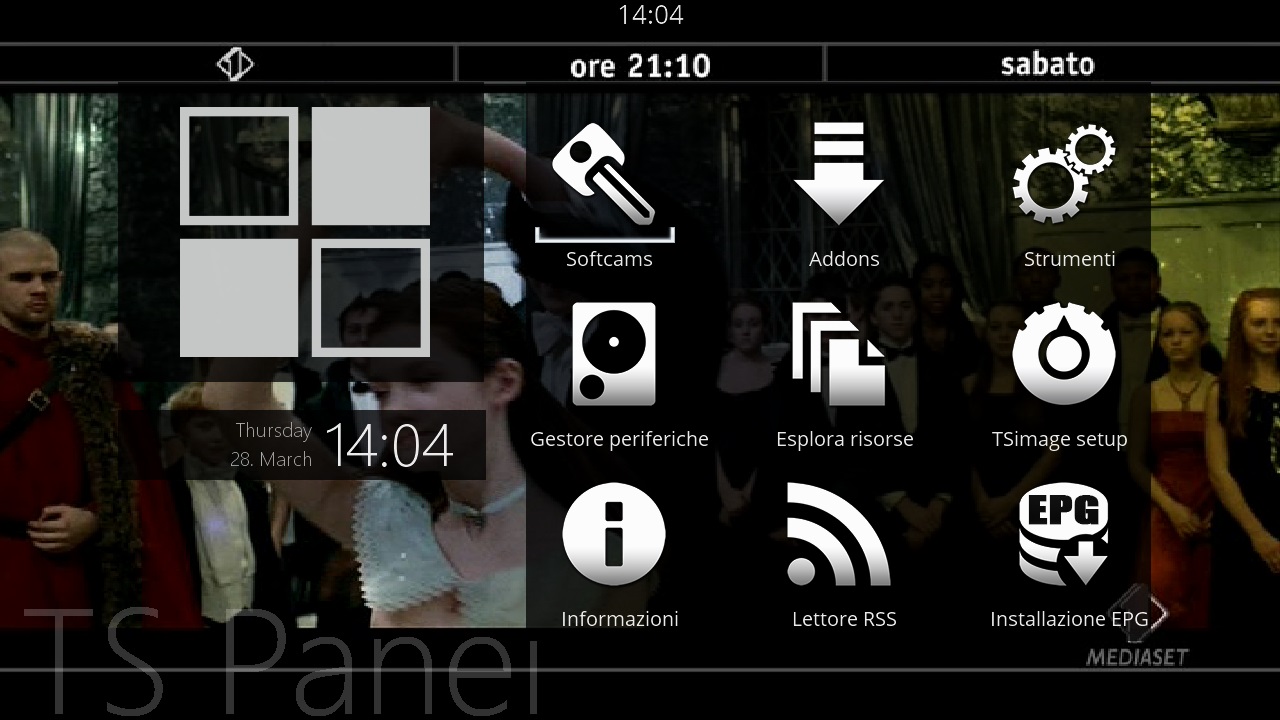 14:04
1
ore 21:10
sabato
Softcams
Addons
Strumenti
Gestore periferiche
Esplora risorse
TSimage setup
Thursday
28. March
14:04
EPG
Informazioni
Lettore RSS
Installazione EPG
MEDIASET
TS Panel